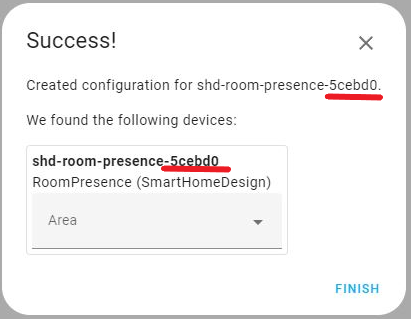 Success!
Created configuration for shd-room-presence-5cebd0.
We found the following devices:
shd-room-presence-5cebd0
RoomPresence (SmartHomeDesign)
Area
FINISH